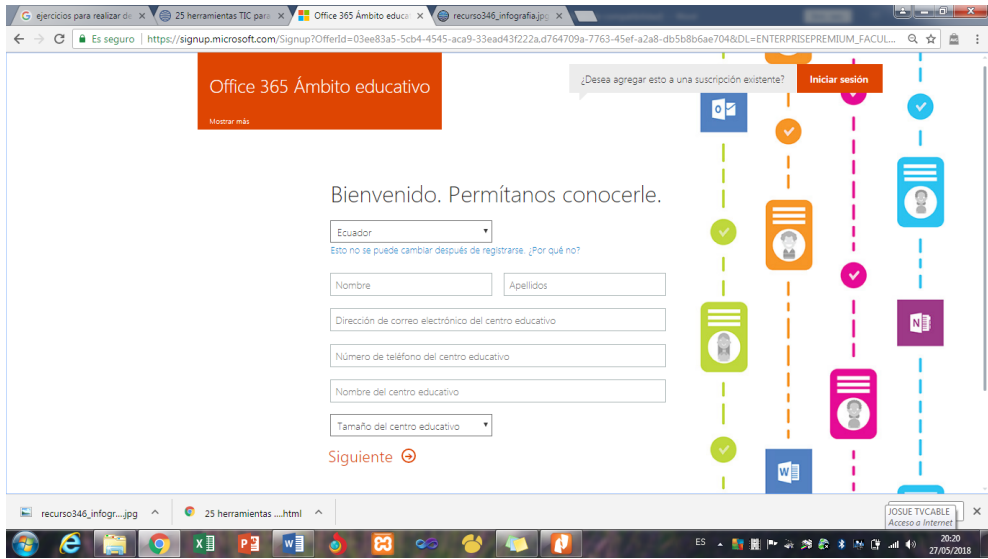 ejercicios para realizar de
25 herramientas TIC para
Office 365 Ámbito educa
recurso346_infografia.jp
Es seguro | https://signup.microsoft.com/Signup?OfferId=03ee83a5-5cb4-4545-aca9-33ead43f222a,d764709a-7763-45ef-a2a8-db5b8b6ae704&DL=ENTERPRISEPREMIUM_FACUL...
Office 365 Ámbito educativo
Mostrar más
¿Desea agregar esto a una suscripción existente?
Iniciar sesión
Bienvenido. Permítanos conocerle.
Ecuador
Esto no se puede cambiar después de registrarse. ¿Por qué no?
Nombre
Apellidos
Dirección de correo electrónico del centro educativo
Número de teléfono del centro educativo
Nombre del centro educativo
Tamaño del centro educativo
Siguiente
recurso346_infogr....jpg
25 herramientas ....html
JOSUE TVCABLE
Acceso a Internet
ES
20:20
27/05/2018